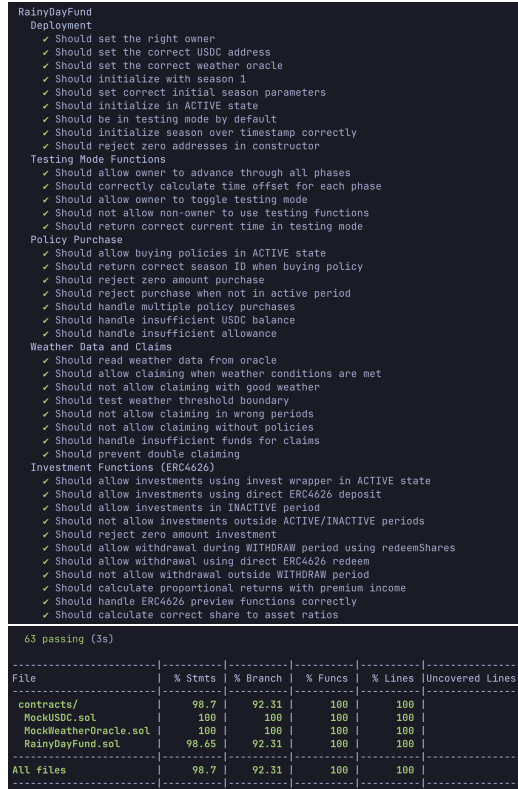 RainyDayFund
Deployment
✔ Should set the right owner
✔ Should set the correct USDC address
✔ Should set the correct weather oracle
✔ Should initialize with season 1
✔ Should set correct initial season parameters
✔ Should initialize in ACTIVE state
✔ Should be in testing mode by default
✔ Should initialize season over timestamp correctly
✔ Should reject zero addresses in constructor
Testing Mode Functions
✔ Should allow owner to advance through all phases
✔ Should correctly calculate time offset for each phase
✔ Should allow owner to toggle testing mode
✔ Should not allow non-owner to use testing functions
✔ Should return correct current time in testing mode
Policy Purchase
✔ Should allow buying policies in ACTIVE state
✔ Should return correct season ID when buying policy
✔ Should reject zero amount purchase
✔ Should reject purchase when not in active period
✔ Should handle multiple policy purchases
✔ Should handle insufficient USDC balance
✔ Should handle insufficient allowance
Weather Data and Claims
✔ Should read weather data from oracle
✔ Should allow claiming when weather conditions are met
✔ Should not allow claiming with good weather
✔ Should test weather threshold boundary
✔ Should not allow claiming in wrong periods
✔ Should not allow claiming without policies
✔ Should handle insufficient funds for claims
✔ Should prevent double claiming
Investment Functions (ERC4626)
✔ Should allow investments using invest wrapper in ACTIVE state
✔ Should allow investments using direct ERC4626 deposit
✔ Should allow investments in INACTIVE period
✔ Should not allow investments outside ACTIVE/INACTIVE periods
✔ Should reject zero amount investment
✔ Should allow withdrawal during WITHDRAW period using redeemShares
✔ Should allow withdrawal using direct ERC4626 redeem
✔ Should not allow withdrawal outside WITHDRAW period
✔ Should calculate proportional returns with premium income
✔ Should handle ERC4626 preview functions correctly
✔ Should calculate correct share to asset ratios
63 passing (3s)
-----------------------|----------|----------|----------|----------|----------------
File | % Stmts | % Branch | % Funcs | % Lines |Uncovered Lines
-----------------------|----------|----------|----------|----------|----------------
contracts/ | 98.7 | 92.31 | 100 | 100 |
MockUSDC.sol | 100 | 100 | 100 | 100 |
MockWeatherOracle.sol | 100 | 100 | 100 | 100 |
RainyDayFund.sol | 98.65 | 92.31 | 100 | 100 |
-----------------------|----------|----------|----------|----------|----------------
All files | 98.7 | 92.31 | 100 | 100 |
-----------------------|----------|----------|----------|----------|----------------